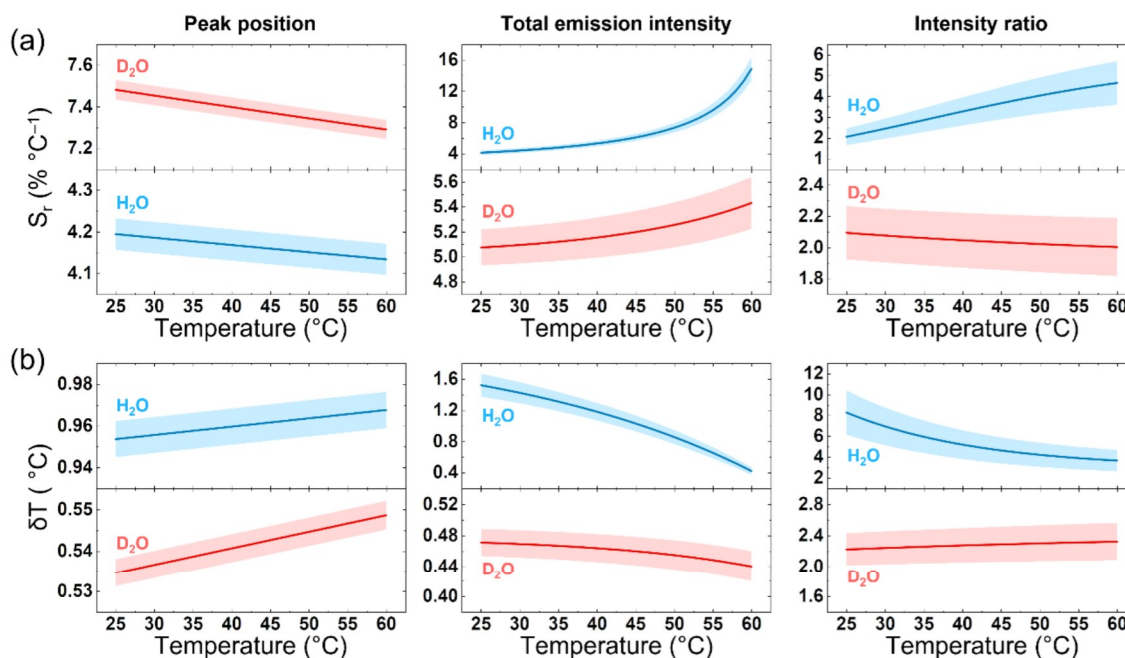 Peak position Total emission intensity Intensity ratio
(a)
Sᵣ (% °C⁻¹)
7.6
7.4
7.2
D₂O
4.3
4.2
4.1
H₂O
25 30 35 40 45 50 55 60
Temperature (°C)
16
12
8
4
H₂O
5.6
5.4
5.2
5.0
D₂O
25 30 35 40 45 50 55 60
Temperature (°C)
6
5
4
3
2
1
H₂O
2.4
2.2
2.0
1.8
D₂O
25 30 35 40 45 50 55 60
Temperature (°C)
(b)
δT ( °C)
0.98
0.96
0.94
H₂O
0.55
0.54
0.53
D₂O
25 30 35 40 45 50 55 60
Temperature (°C)
1.6
1.2
0.8
0.4
H₂O
0.52
0.48
0.44
0.40
D₂O
25 30 35 40 45 50 55 60
Temperature (°C)
12
10
8
6
4
2
H₂O
2.8
2.4
2.0
1.6
D₂O
25 30 35 40 45 50 55 60
Temperature (°C)